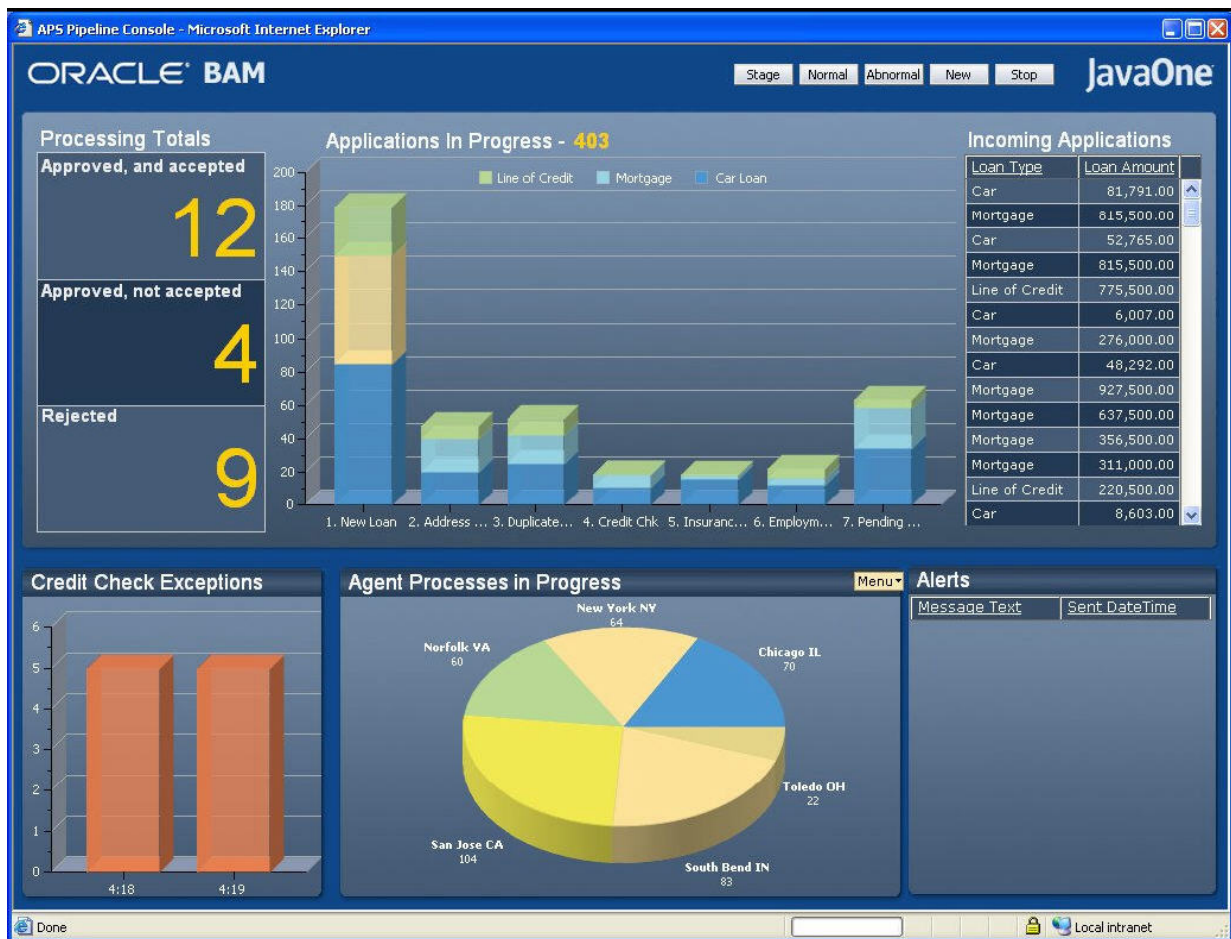 APS Pipeline Console - Microsoft Internet Explorer
ORACLE BAM
Stage Normal Abnormal New Stop
JavaOne
Processing Totals
Approved, and accepted
12
Approved, not accepted
4
Rejected
9
Applications In Progress - 403
Line of Credit Mortgage Car Loan
200
180
160
140
120
100
80
60
40
20
0
1. New Loan 2. Address ... 3. Duplicate... 4. Credit Chk 5. Insuranc... 6. Employm... 7. Pending ...
Incoming Applications
Loan Type Loan Amount
Car 81,791.00
Mortgage 815,500.00
Car 52,765.00
Mortgage 815,500.00
Line of Credit 775,500.00
Car 6,007.00
Mortgage 276,000.00
Car 48,292.00
Mortgage 927,500.00
Mortgage 637,500.00
Mortgage 356,500.00
Mortgage 311,000.00
Line of Credit 220,500.00
Car 8,603.00
Credit Check Exceptions
6
5
4
3
2
1
0
4:18 4:19
Agent Processes in Progress
Menu
New York NY
64
Norfolk VA
60
Chicago IL
70
Toledo OH
22
San Jose CA
104
South Bend IN
83
Alerts
Message Text Sent DateTime
Done
Local intranet